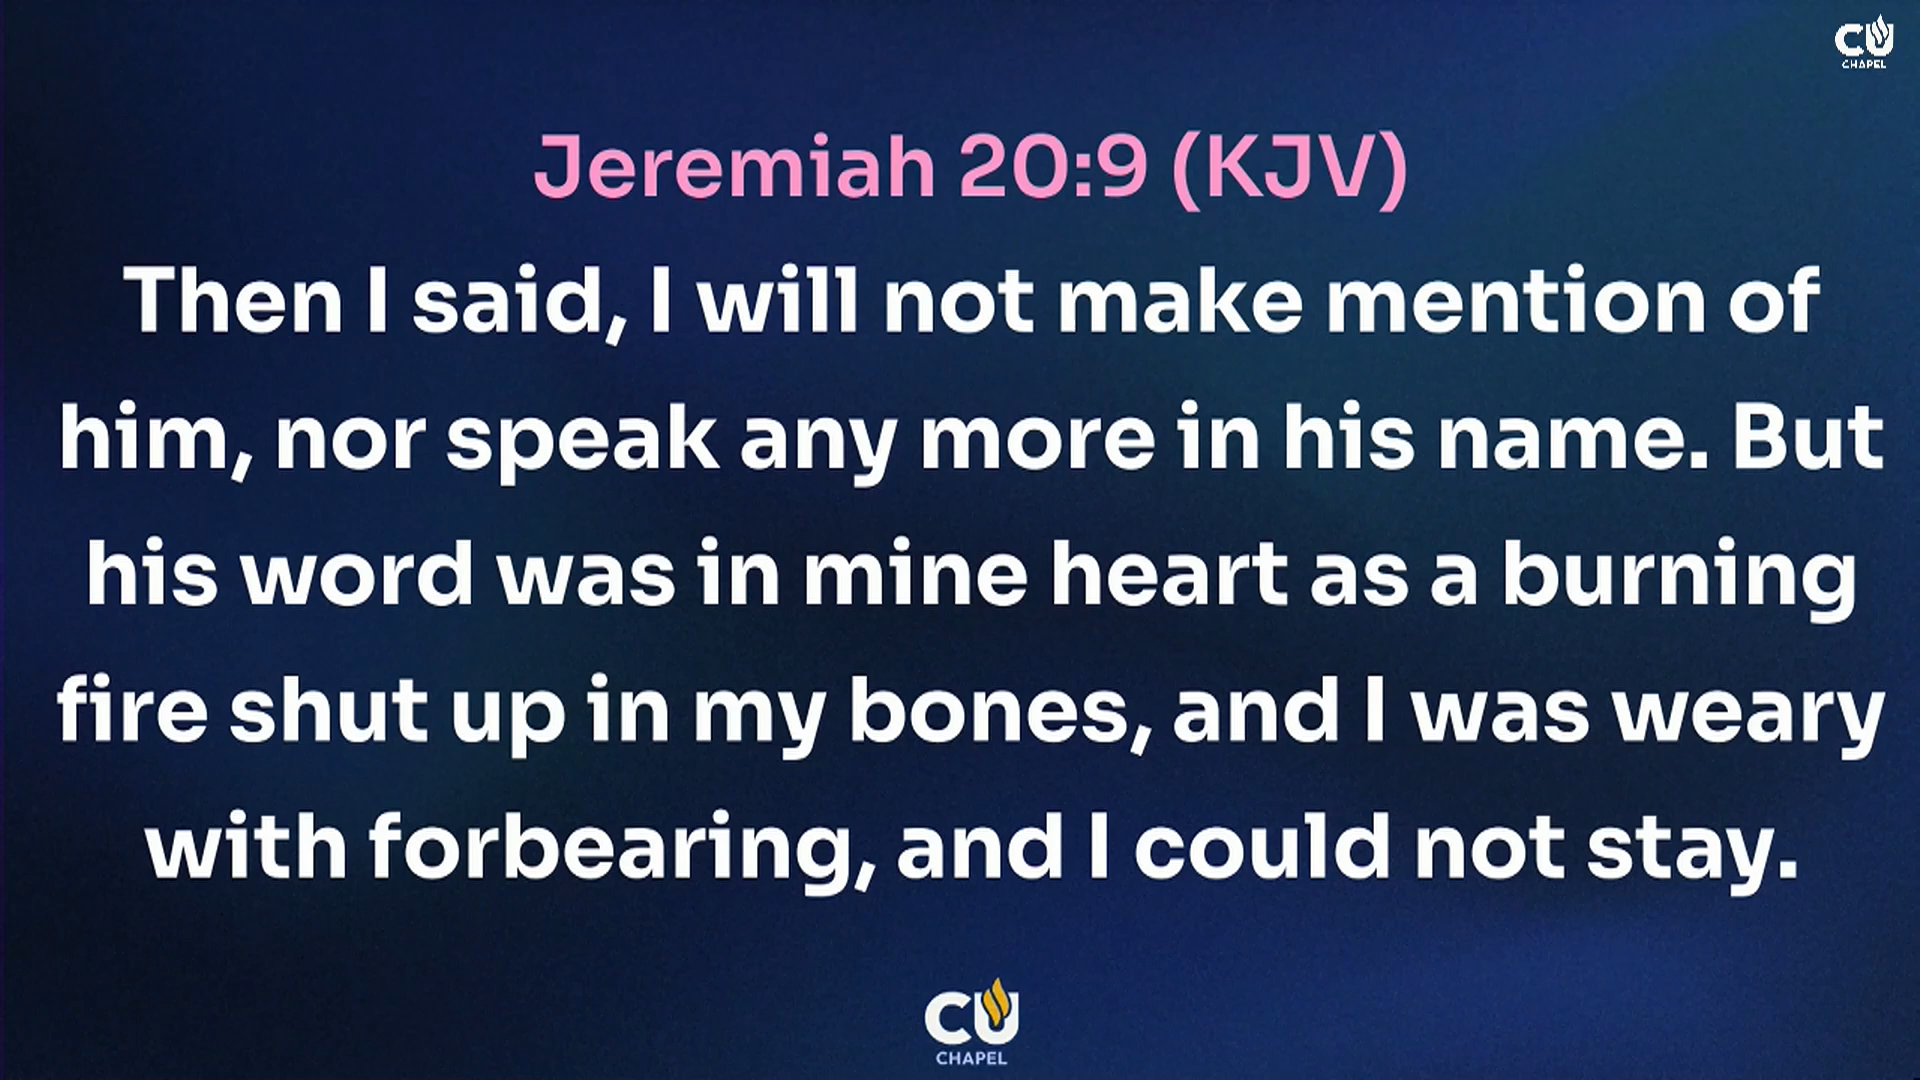 CU
CHAPEL
Jeremiah 20:9 (KJV)
Then I said, I will not make mention of
him, nor speak any more in his name. But
his word was in mine heart as a burning
fire shut up in my bones, and I was weary
with forbearing, and I could not stay.
CU
CHAPEL